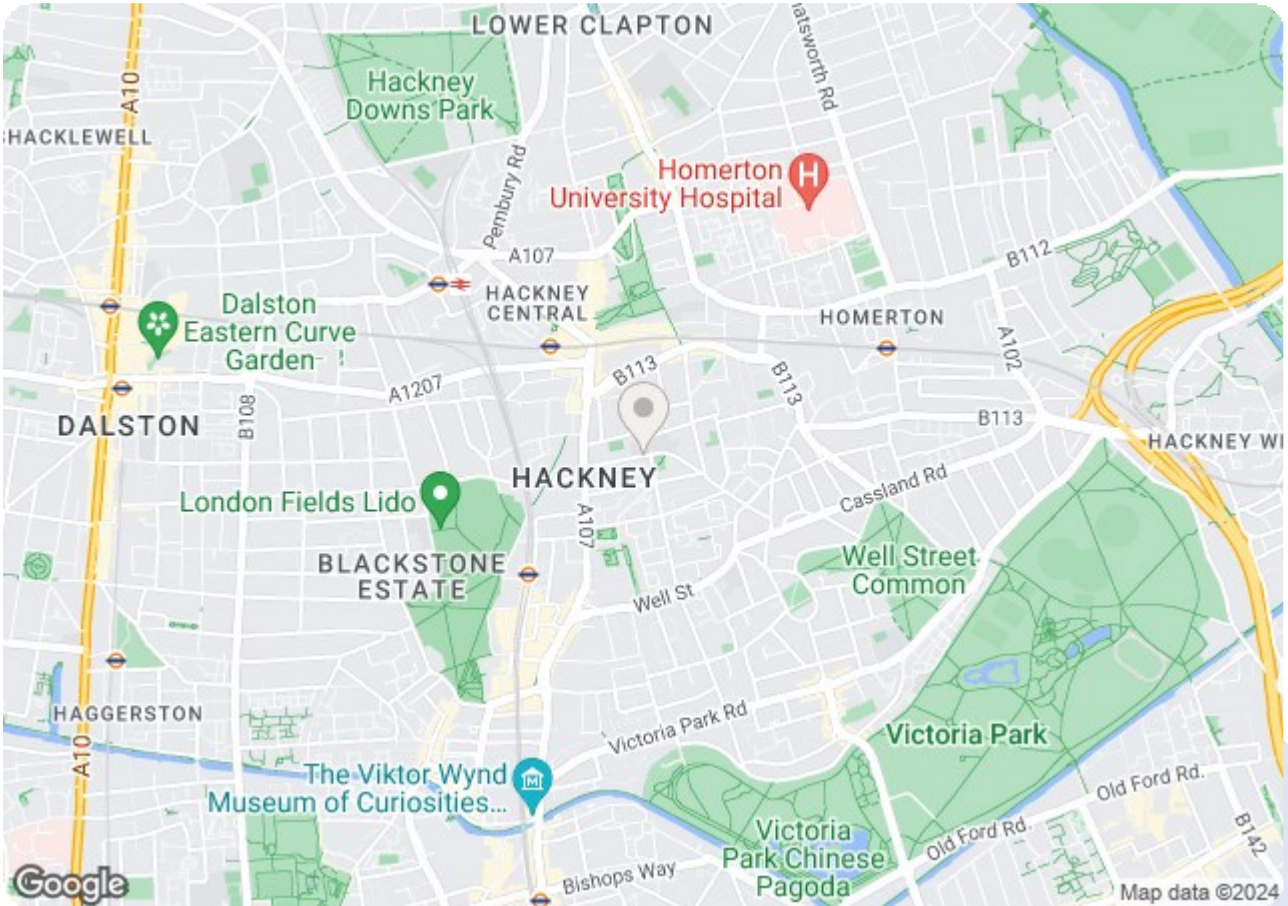 LOWER CLAPTON
atsworth Rd
Hackney
Downs Park
A10
HACKLEWELL
Pembury Rd
Homerton
University Hospital
H
A107
B112
HACKNEY
CENTRAL
Dalston
Eastern Curve
Garden
HOMERTON
A102
B113
B113
A1207
B108
DALSTON
B113
HACKNEY WI
HACKNEY
London Fields Lido
Cassland Rd
A107
BLACKSTONE
ESTATE
Well Street
Common
Well St
HAGGERSTON
Victoria Park Rd
Victoria Park
A10
The Viktor Wynd
Museum of Curiosities...
M
Old Ford Rd.
Victoria
Park Chinese
Pagoda
Old Ford Rd.
B142
Bishops Way
Google
Map data ©2024